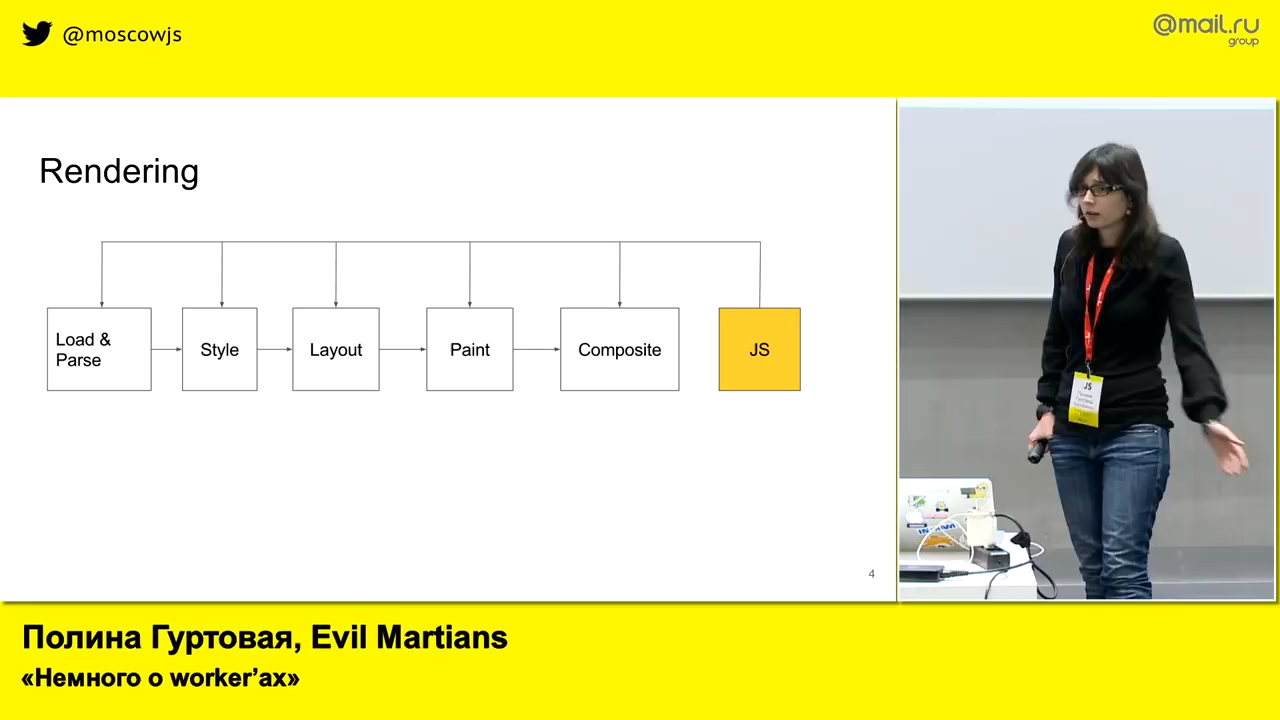 @moscowjs
@mail.ru
group
Rendering
Load &
Parse
Style
Layout
Paint
Composite
JS
4
.JS
Полина Гуртовая, Evil Martians
«Немного о worker’ах»